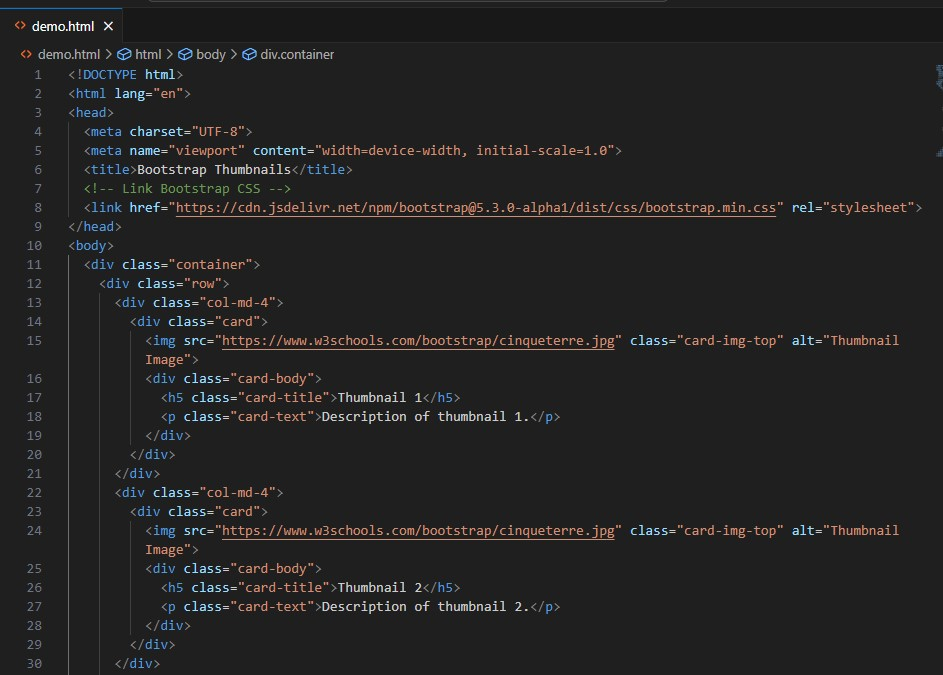 demo.html
demo.html > html > body > div.container
1 <!DOCTYPE html>
2 <html lang="en">
3 <head>
4 <meta charset="UTF-8">
5 <meta name="viewport" content="width=device-width, initial-scale=1.0">
6 <title>Bootstrap Thumbnails</title>
7 <!-- Link Bootstrap CSS -->
8 <link href="https://cdn.jsdelivr.net/npm/bootstrap@5.3.0-alpha1/dist/css/bootstrap.min.css" rel="stylesheet">
9 </head>
10 <body>
11 <div class="container">
12 <div class="row">
13 <div class="col-md-4">
14 <div class="card">
15 <img src="https://www.w3schools.com/bootstrap/cinqueterre.jpg" class="card-img-top" alt="Thumbnail
Image">
16 <div class="card-body">
17 <h5 class="card-title">Thumbnail 1</h5>
18 <p class="card-text">Description of thumbnail 1.</p>
19 </div>
20 </div>
21 </div>
22 <div class="col-md-4">
23 <div class="card">
24 <img src="https://www.w3schools.com/bootstrap/cinqueterre.jpg" class="card-img-top" alt="Thumbnail
Image">
25 <div class="card-body">
26 <h5 class="card-title">Thumbnail 2</h5>
27 <p class="card-text">Description of thumbnail 2.</p>
28 </div>
29 </div>
30 </div>